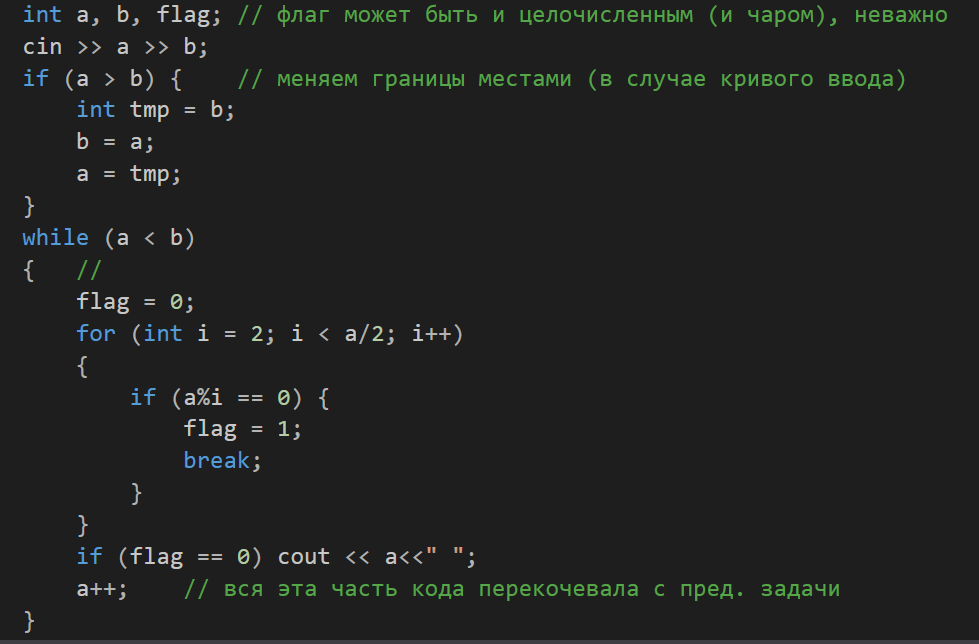 int a, b, flag; // флаг может быть и целочисленным (и чаром), неважно
cin >> a >> b;
if (a > b) {    // меняем границы местами (в случае кривого ввода)
    int tmp = b;
    b = a;
    a = tmp;
}
while (a < b)
{   //
    flag = 0;
    for (int i = 2; i < a/2; i++)
    {
        if (a%i == 0) {
            flag = 1;
            break;
        }
    }
    if (flag == 0) cout << a<<" ";
    a++;    // вся эта часть кода перекочевала с пред. задачи
}